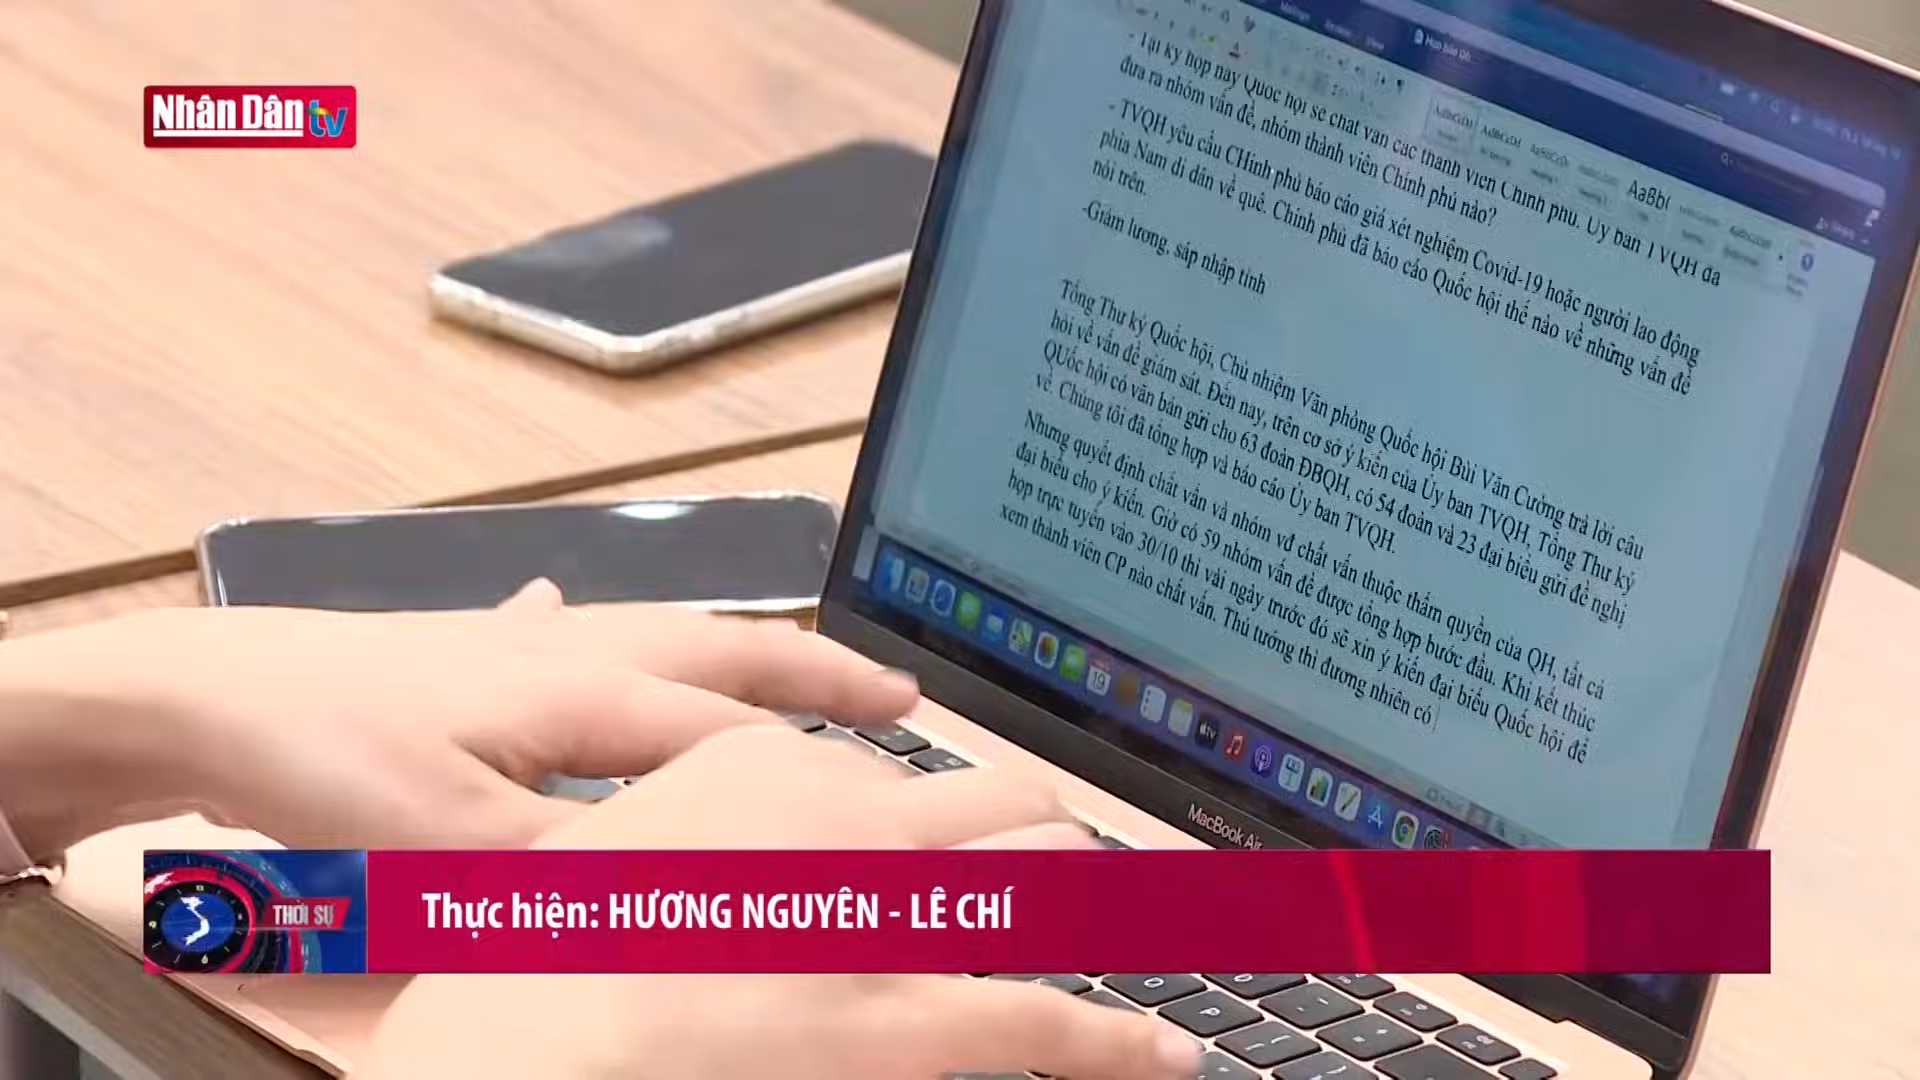 Nhân Dân tv
- Tại kỳ họp này Quốc hội sẽ chất vấn các thành viên Chính phủ. Ủy ban TVQH đã
đưa ra nhóm vấn đề, nhóm thành viên Chính phủ nào?
- TVQH yêu cầu CHính phủ báo cáo giá xét nghiệm Covid-19 hoặc người lao động
phía Nam di dân về quê. Chính phủ đã báo cáo Quốc hội thế nào về những vấn đề
nói trên.
-Giảm lương, sáp nhập tỉnh
Tổng Thư ký Quốc hội, Chủ nhiệm Văn phòng Quốc hội Bùi Văn Cường trả lời câu
hỏi về vấn đề giám sát. Đến nay, trên cơ sở ý kiến của Ủy ban TVQH, Tổng Thư ký
QUốc hội có văn bản gửi cho 63 đoàn ĐBQH, có 54 đoàn và 23 đại biểu gửi đề nghị
về. Chúng tôi đã tổng hợp và báo cáo Ủy ban TVQH.
Nhưng quyết định chất vấn và nhóm vđ chất vấn thuộc thẩm quyền của QH, tất cả
đại biểu cho ý kiến. Giờ có 59 nhóm vấn đề được tổng hợp bước đầu. Khi kết thúc
họp trực tuyến vào 30/10 thì vài ngày trước đó sẽ xin ý kiến đại biểu Quốc hội để
xem thành viên CP nào chất vấn. Thủ tướng thì đương nhiên có
MacBook Air
THỜI SỰ
Thực hiện: HƯƠNG NGUYÊN - LÊ CHÍ